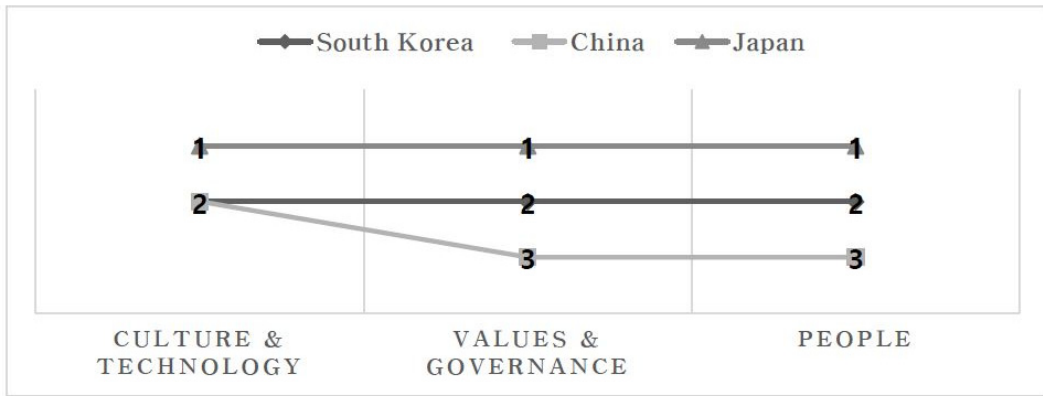 South Korea China Japan
1 1 1
2 2 2
3 3
CULTURE & TECHNOLOGY
VALUES & GOVERNANCE
PEOPLE